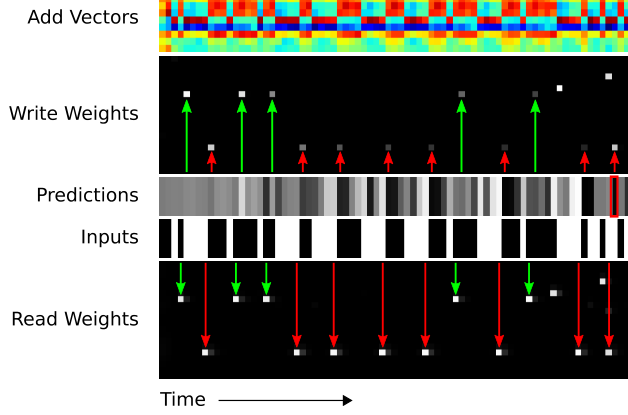 Add Vectors
Write Weights
Predictions
Inputs
Read Weights
Time